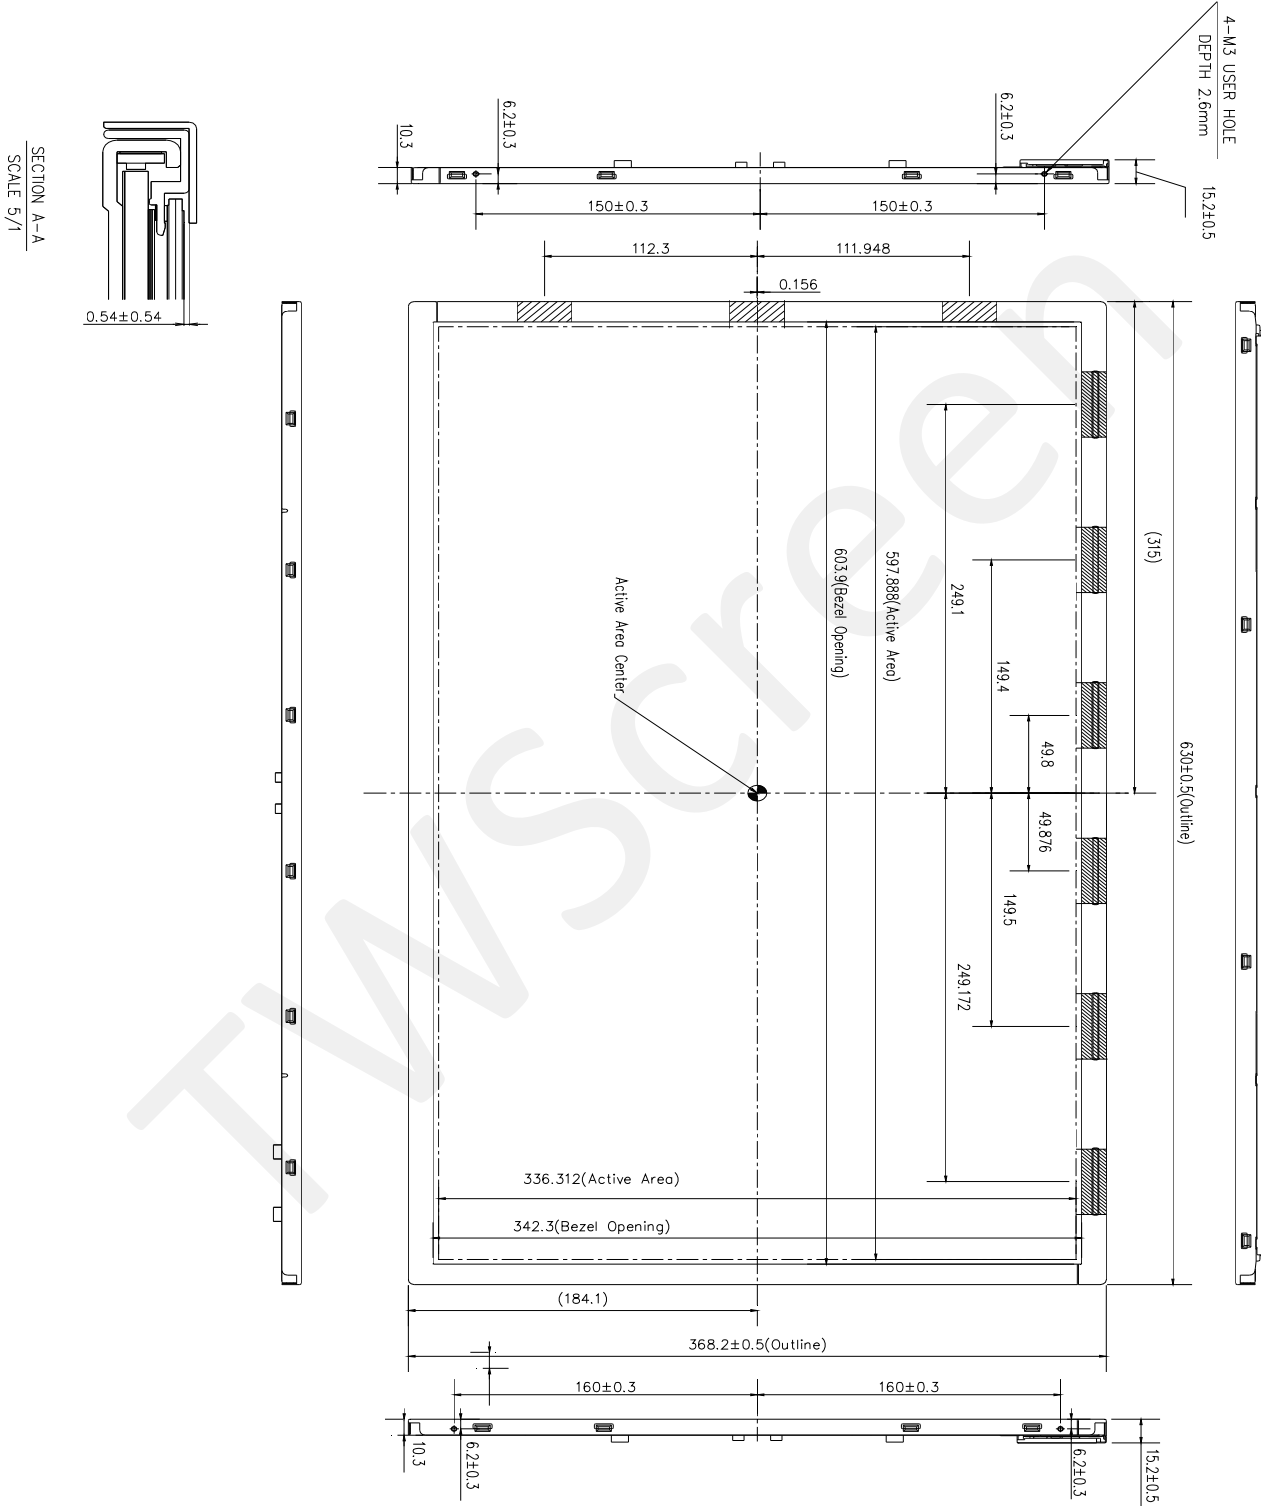 4-M3 USER HOLE
DEPTH 2.6mm
6.2±0.3
6.2±0.3
10.3
15.2±0.5
150±0.3
150±0.3
SECTION A-A
SCALE 5/1
0.54±0.54
112.3
111.948
0.156
(315)
630±0.5(Outline)
597.888(Active Area)
603.9(Bezel Opening)
249.1
149.4
49.8
49.876
149.5
249.172
Active Area Center
336.312(Active Area)
342.3(Bezel Opening)
(184.1)
368.2±0.5(Outline)
160±0.3
160±0.3
10.3
6.2±0.3
6.2±0.3
15.2±0.5
TWScreen